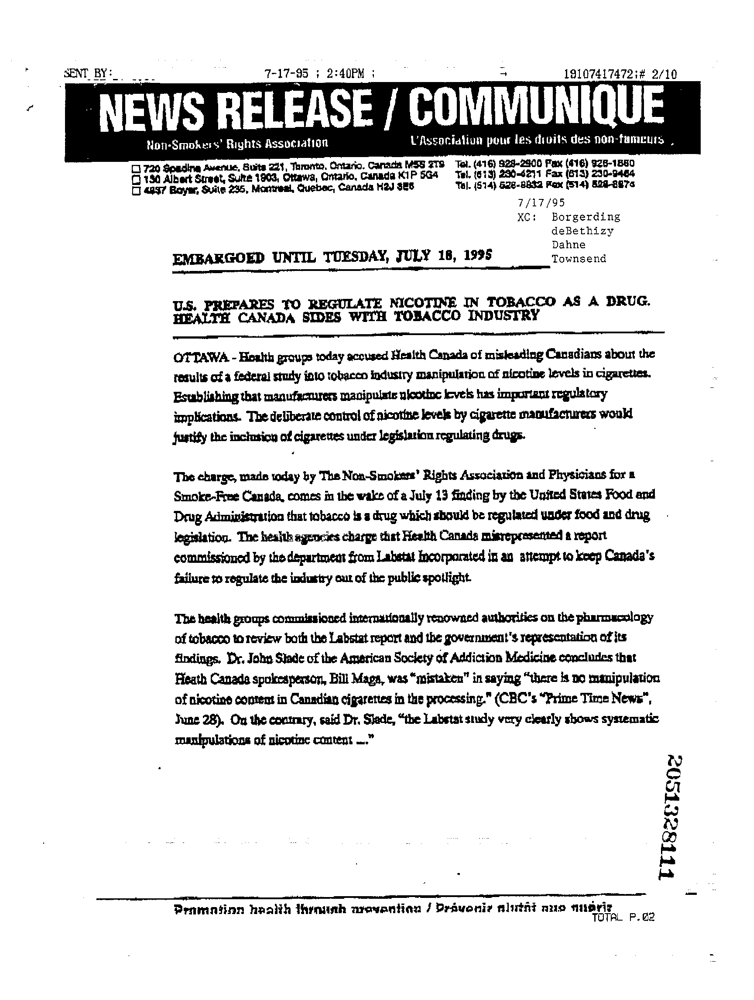 SENT BY: 7-17-95 ; 2:40PM ; 19107417472;# 2/10
NEWS RELEASE / COMMUNIQUE
Non-Smokers' Rights Association L'Association pour les droits des non-fumeurs
☐ 720 Spadina Avenue, Suite 221, Toronto, Ontario, Canada M5S 2T9 Tel. (416) 928-2900 Fax (416) 928-1860
☐ 130 Albert Street, Suite 1903, Ottawa, Ontario, Canada K1P 5G4 Tel. (613) 230-4211 Fax (613) 230-9454
☐ 4837 Boyer, Suite 235, Montreal, Quebec, Canada H2J 3E6 Tel. (514) Fax (514)
7/17/95
XC: Borgerding
deBethizy
Dahne
Townsend
EMBARGOED UNTIL TUESDAY, JULY 18, 1995
U.S. PREPARES TO REGULATE NICOTINE IN TOBACCO AS A DRUG.
HEALTH CANADA SIDES WITH TOBACCO INDUSTRY
OTTAWA - Health groups today accused Health Canada of misleading Canadians about the
results of a federal study into tobacco industry manipulation of nicotine levels in cigarettes.
Establishing that manufacturers manipulate nicotine levels has important regulatory
implications. The deliberate control of nicotine levels by cigarette manufacturers would
justify the inclusion of cigarettes under legislation regulating drugs.
The charge, made today by The Non-Smokers' Rights Association and Physicians for a
Smoke-Free Canada, comes in the wake of a July 13 finding by the United States Food and
Drug Administration that tobacco is a drug which should be regulated under food and drug
legislation. The health agencies charge that Health Canada misrepresented a report
commissioned by the department from Labstat Incorporated in an attempt to keep Canada's
failure to regulate the industry out of the public spotlight.
The health groups commissioned internationally renowned authorities on the pharmacology
of tobacco to review both the Labstat report and the government's representation of its
findings. Dr. John Slade of the American Society of Addiction Medicine concludes that
Heath Canada spokesperson, Bill Maga, was "mistaken" in saying "there is no manipulation
of nicotine content in Canadian cigarettes in the processing." (CBC's "Prime Time News",
June 28). On the contrary, said Dr. Slade, "the Labstat study very clearly shows systematic
manipulations of nicotine content ...."
2051328111
Promotion health through prevention / Prévenir plutôt que guérir
TOTAL P.02